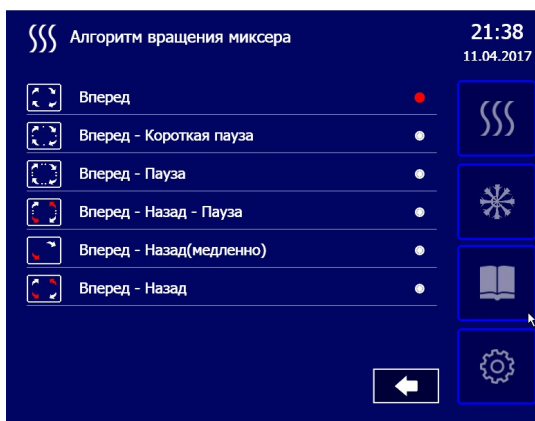 Алгоритм вращения миксера
21:38
11.04.2017
Вперед
Вперед - Короткая пауза
Вперед - Пауза
Вперед - Назад - Пауза
Вперед - Назад(медленно)
Вперед - Назад